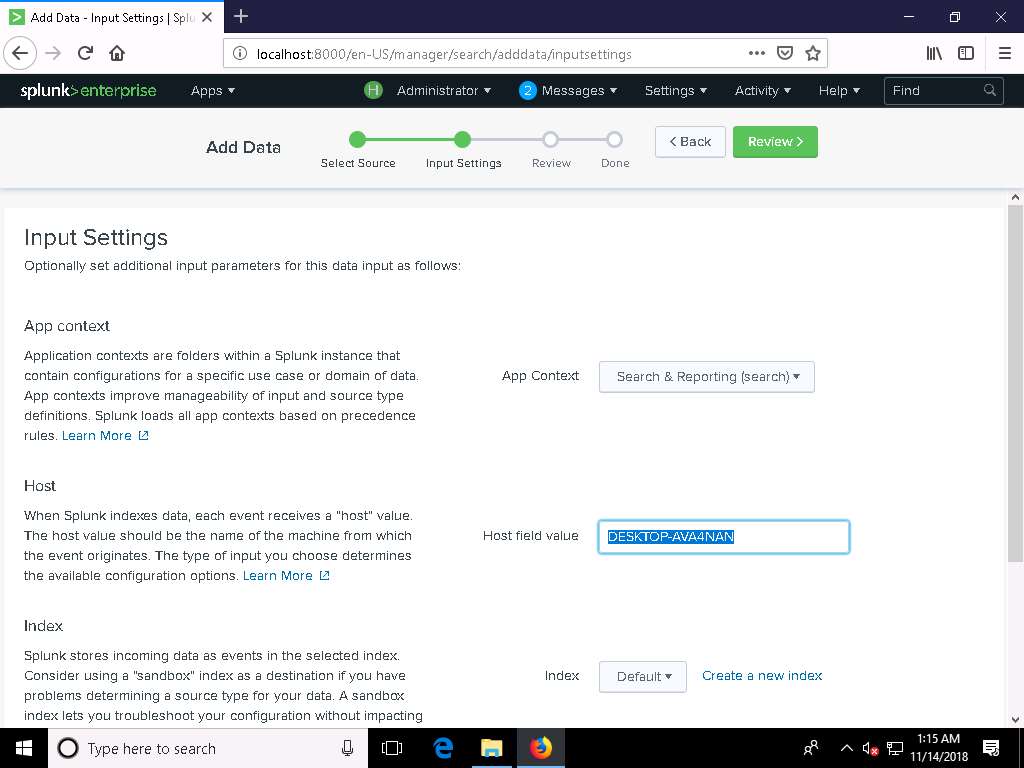 Add Data - Input Settings | Splu
localhost:8000/en-US/manager/search/adddata/inputsettings
splunk>enterprise Apps H Administrator 2 Messages Settings Activity Help Find
Add Data
Select Source Input Settings Review Done
< Back Review >
Input Settings
Optionally set additional input parameters for this data input as follows:
App context
Application contexts are folders within a Splunk instance that
contain configurations for a specific use case or domain of data.
App contexts improve manageability of input and source type
definitions. Splunk loads all app contexts based on precedence
rules. Learn More
App Context Search & Reporting (search)
Host
When Splunk indexes data, each event receives a "host" value.
The host value should be the name of the machine from which
the event originates. The type of input you choose determines
the available configuration options. Learn More
Host field value DESKTOP-AVA4NAN
Index
Splunk stores incoming data as events in the selected index.
Consider using a "sandbox" index as a destination if you have
problems determining a source type for your data. A sandbox
index lets you troubleshoot your configuration without impacting
Index Default Create a new index
Type here to search
1:15 AM
11/14/2018